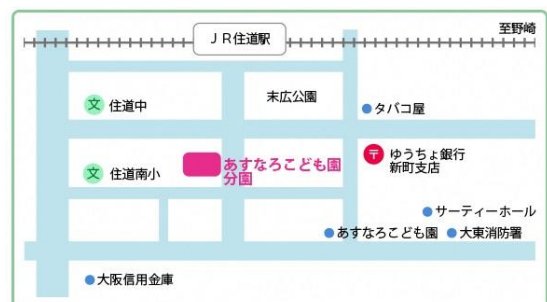 至野崎
JR住道駅
文 住道中
末広公園
タバコ屋
文 住道南小
あすなろこども園
分園
〒 ゆうちょ銀行
新町支店
サーティーホール
あすなろこども園
大東消防署
大阪信用金庫